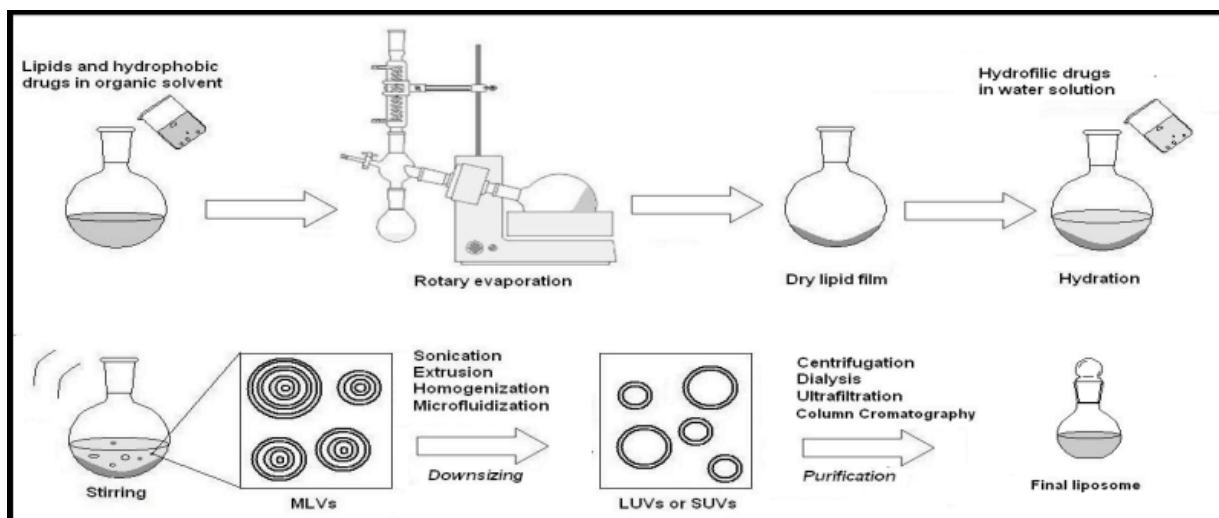 Lipids and hydrophobic
drugs in organic solvent
Hydrofilic drugs
in water solution
Rotary evaporation
Dry lipid film
Hydration
Sonication
Extrusion
Homogenization
Microfluidization
Centrifugation
Dialysis
Ultrafiltration
Column Cromatography
Downsizing
Purification
Stirring
MLVs
LUVs or SUVs
Final liposome